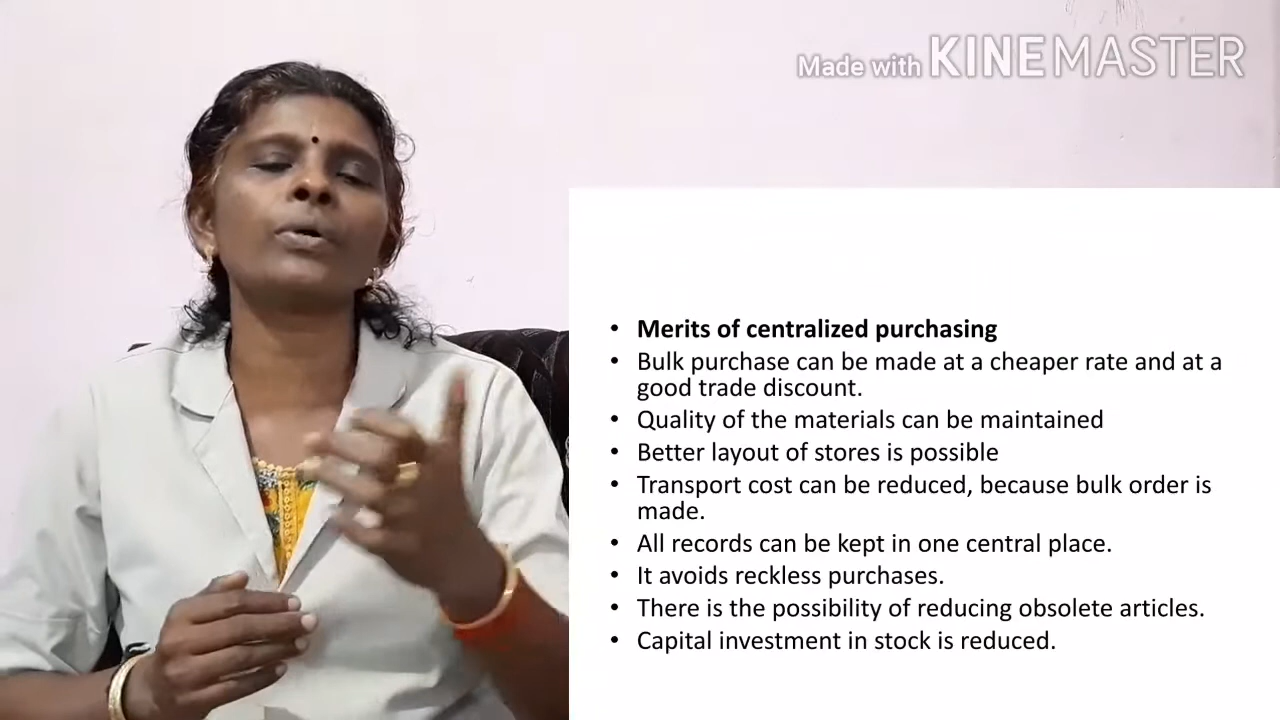 Made with KINEMASTER
• Merits of centralized purchasing
• Bulk purchase can be made at a cheaper rate and at a
good trade discount.
• Quality of the materials can be maintained
• Better layout of stores is possible
• Transport cost can be reduced, because bulk order is
made.
• All records can be kept in one central place.
• It avoids reckless purchases.
• There is the possibility of reducing obsolete articles.
• Capital investment in stock is reduced.